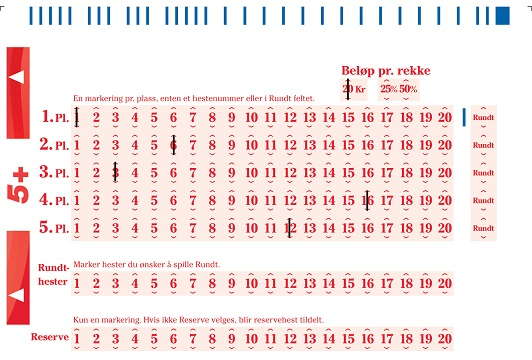 Beløp pr. rekke
20 Kr 25% 50%
En markering pr. plass, enten et hestenummer eller i Rundt feltet.
1. Pl. 1 2 3 4 5 6 7 8 9 10 11 12 13 14 15 16 17 18 19 20 Rundt
2. Pl. 1 2 3 4 5 6 7 8 9 10 11 12 13 14 15 16 17 18 19 20 Rundt
3. Pl. 1 2 3 4 5 6 7 8 9 10 11 12 13 14 15 16 17 18 19 20 Rundt
4. Pl. 1 2 3 4 5 6 7 8 9 10 11 12 13 14 15 16 17 18 19 20 Rundt
5. Pl. 1 2 3 4 5 6 7 8 9 10 11 12 13 14 15 16 17 18 19 20 Rundt
5+
Marker hester du ønsker å spille Rundt.
Rundt-
hester 1 2 3 4 5 6 7 8 9 10 11 12 13 14 15 16 17 18 19 20
Kun en markering. Hvis ikke Reserve velges, blir reservehest tildelt.
Reserve 1 2 3 4 5 6 7 8 9 10 11 12 13 14 15 16 17 18 19 20